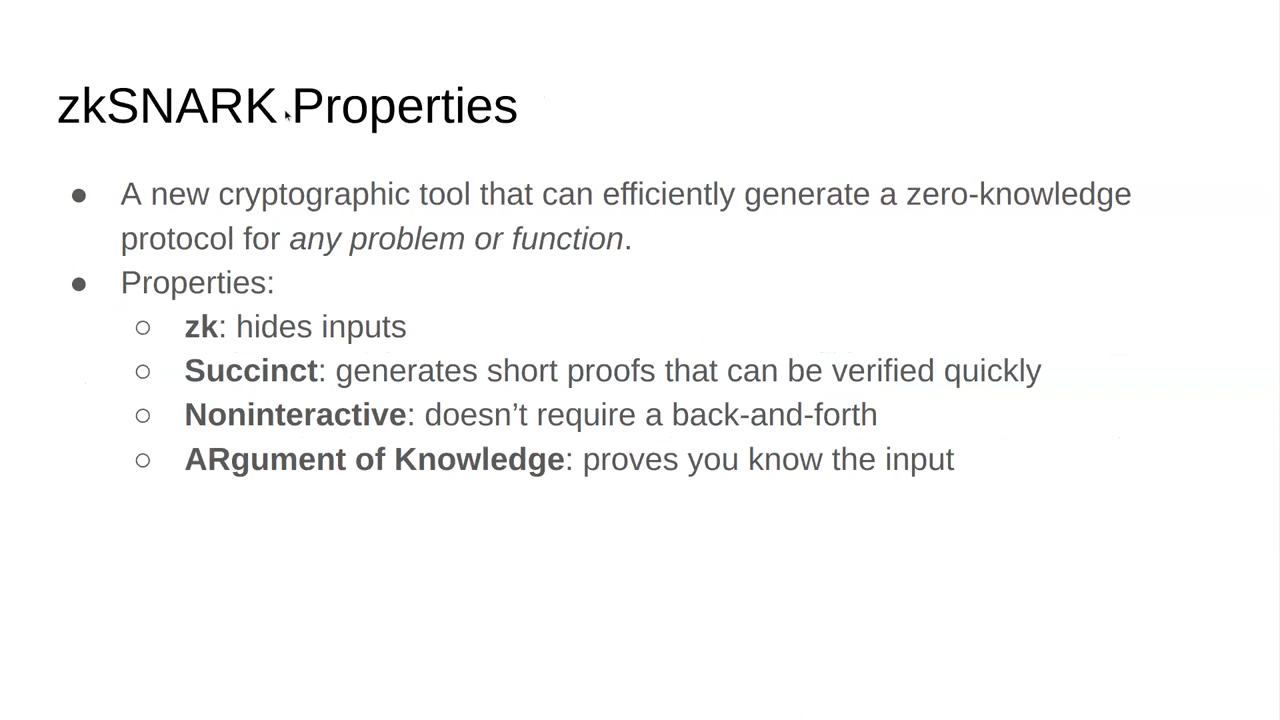 zkSNARK Properties
● A new cryptographic tool that can efficiently generate a zero-knowledge
protocol for any problem or function.
● Properties:
○ zk: hides inputs
○ Succinct: generates short proofs that can be verified quickly
○ Noninteractive: doesn’t require a back-and-forth
○ ARgument of Knowledge: proves you know the input